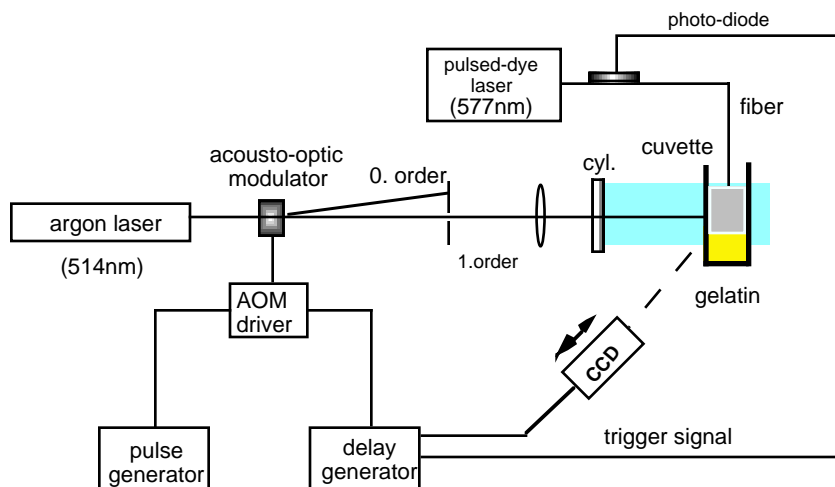 photo-diode
pulsed-dye
laser
(577nm)
fiber
cuvette
acousto-optic
modulator
0. order
cyl.
argon laser
(514nm)
1.order
gelatin
AOM
driver
CCD
pulse
generator
delay
generator
trigger signal